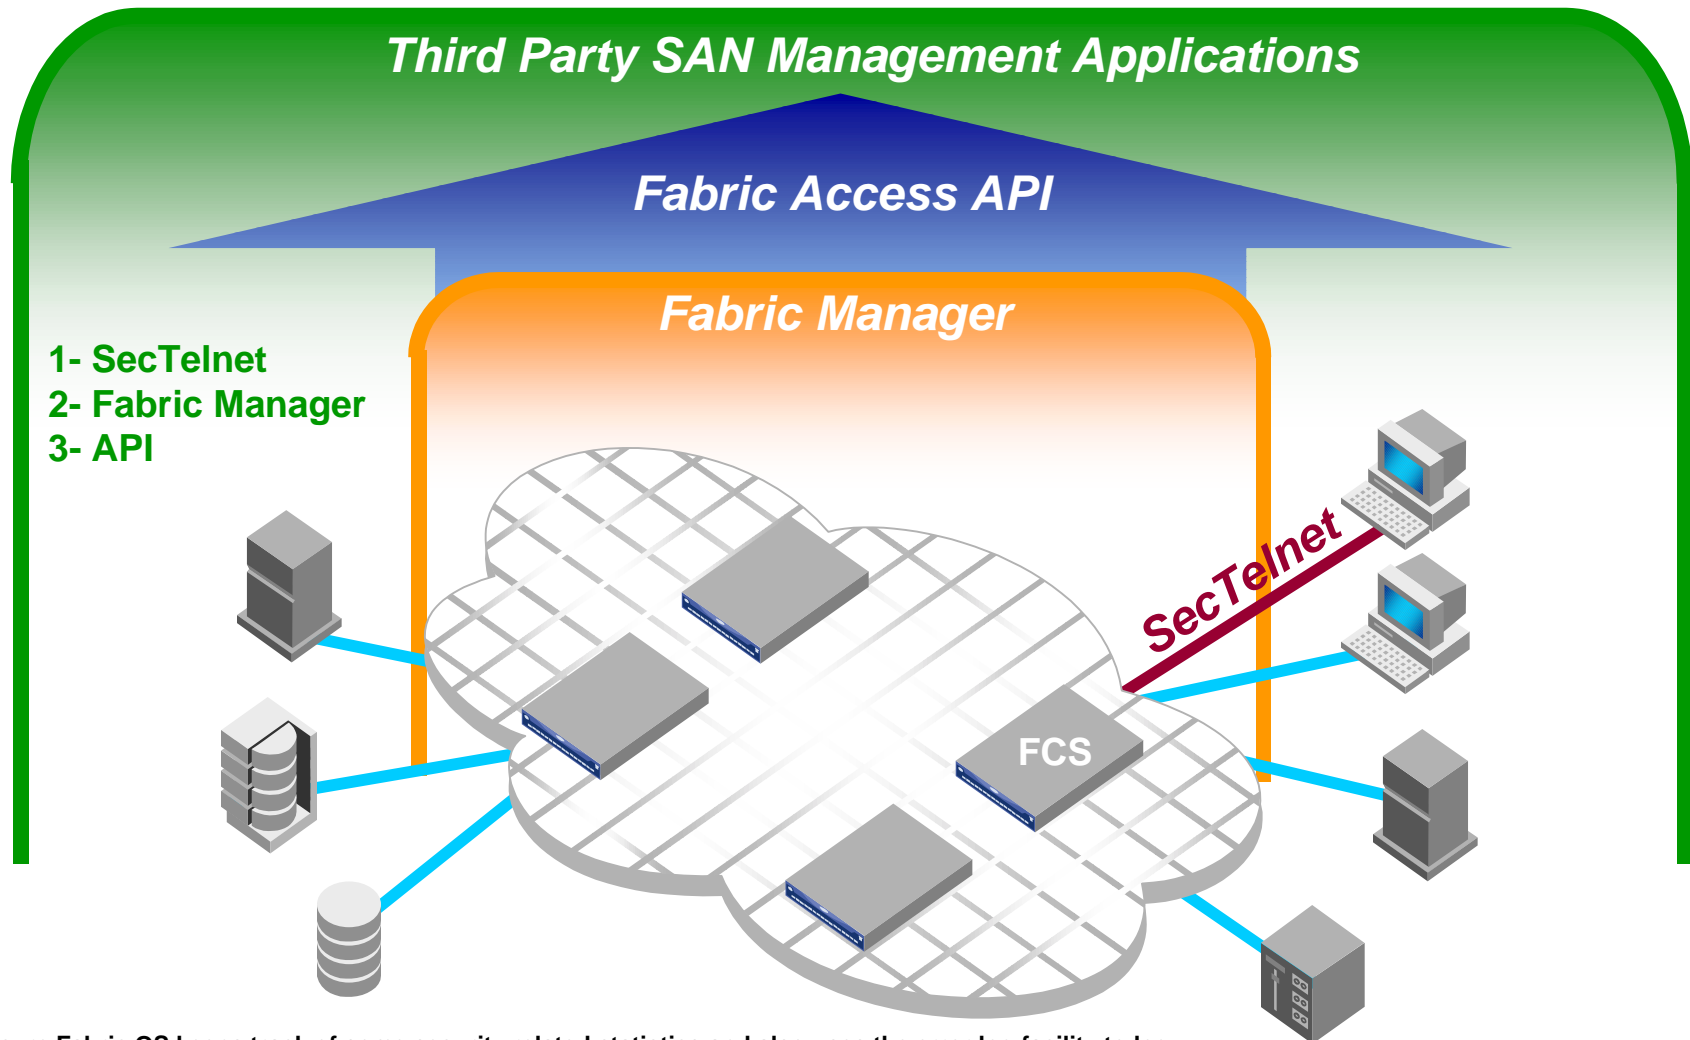 Third Party SAN Management Applications
Fabric Access API
Fabric Manager
1- SecTelnet
2- Fabric Manager
3- API
SecTelnet
FCS